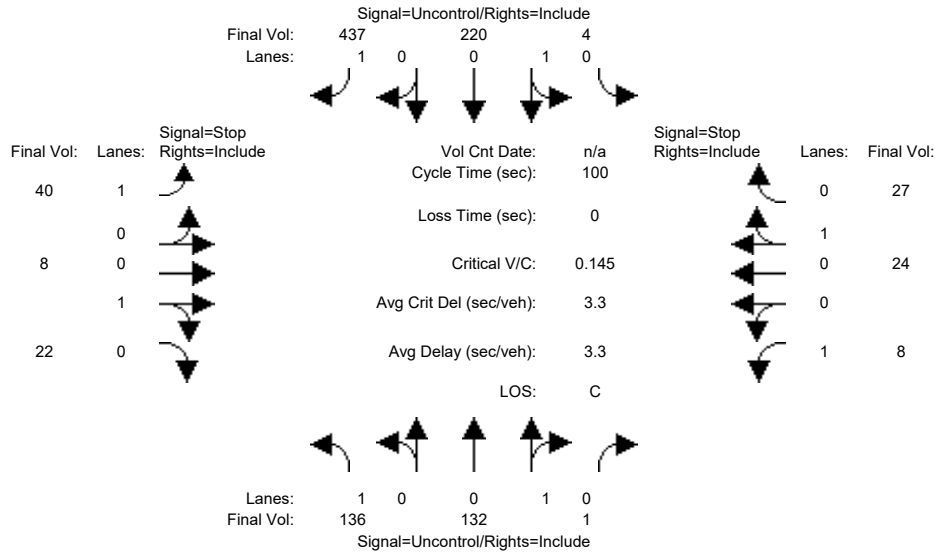 Signal=Uncontrol/Rights=Include
Final Vol: 437 220 4
Lanes: 1 0 0 1 0
Signal=Stop Signal=Stop
Final Vol: Lanes: Rights=Include Vol Cnt Date: n/a Rights=Include Lanes: Final Vol:
Cycle Time (sec): 100
40 1 0 27
Loss Time (sec): 0
0 1
8 0 Critical V/C: 0.145 0 24
1 Avg Crit Del (sec/veh): 3.3 0
22 0 Avg Delay (sec/veh): 3.3 1 8
LOS: C
Lanes: 1 0 0 1 0
Final Vol: 136 132 1
Signal=Uncontrol/Rights=Include